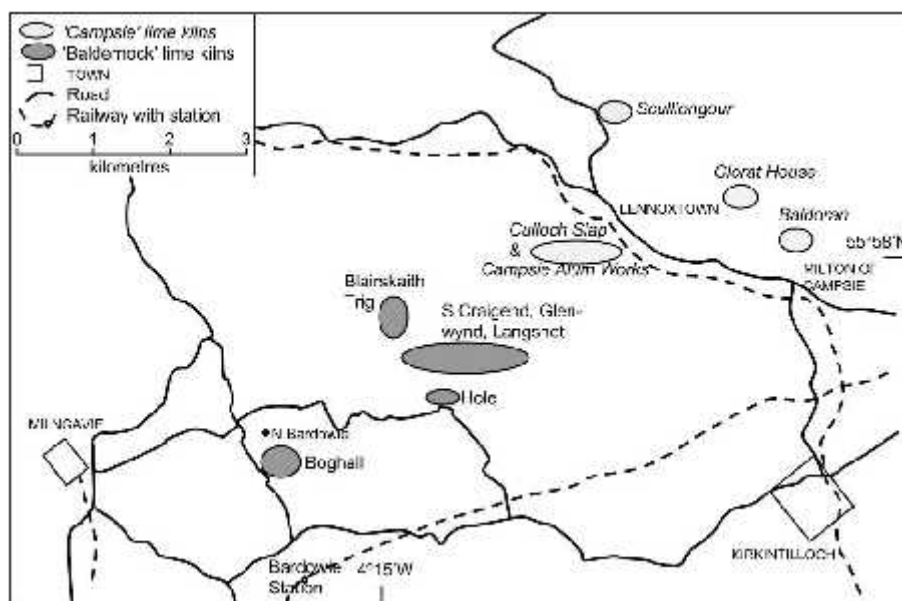 'Campsie' lime kilns
'Baldernock' lime kilns
TOWN
Road
Railway with station
0 1 2 3
kilometres
Sculliongour
Clorat House
LENNOXTOWN
Baldoran
Culloch Slap
&
Campsie Alum Works
55°58'N
MILTON OF
CAMPSIE
Blairskaith
Trig
S Craigend, Glen-
wynd, Langshot
Hole
MILNGAVIE
N Bardowie
Boghall
KIRKINTILLOCH
Bardowie
Station
4°15'W